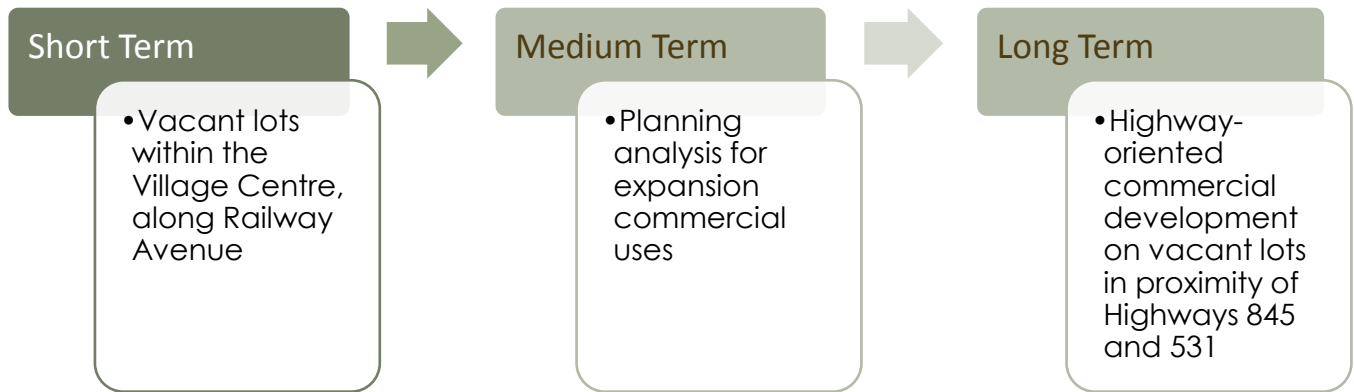 Short Term
•Vacant lots
within the
Village Centre,
along Railway
Avenue
Medium Term
•Planning
analysis for
expansion
commercial
uses
Long Term
•Highway-
oriented
commercial
development
on vacant lots
in proximity of
Highways 845
and 531